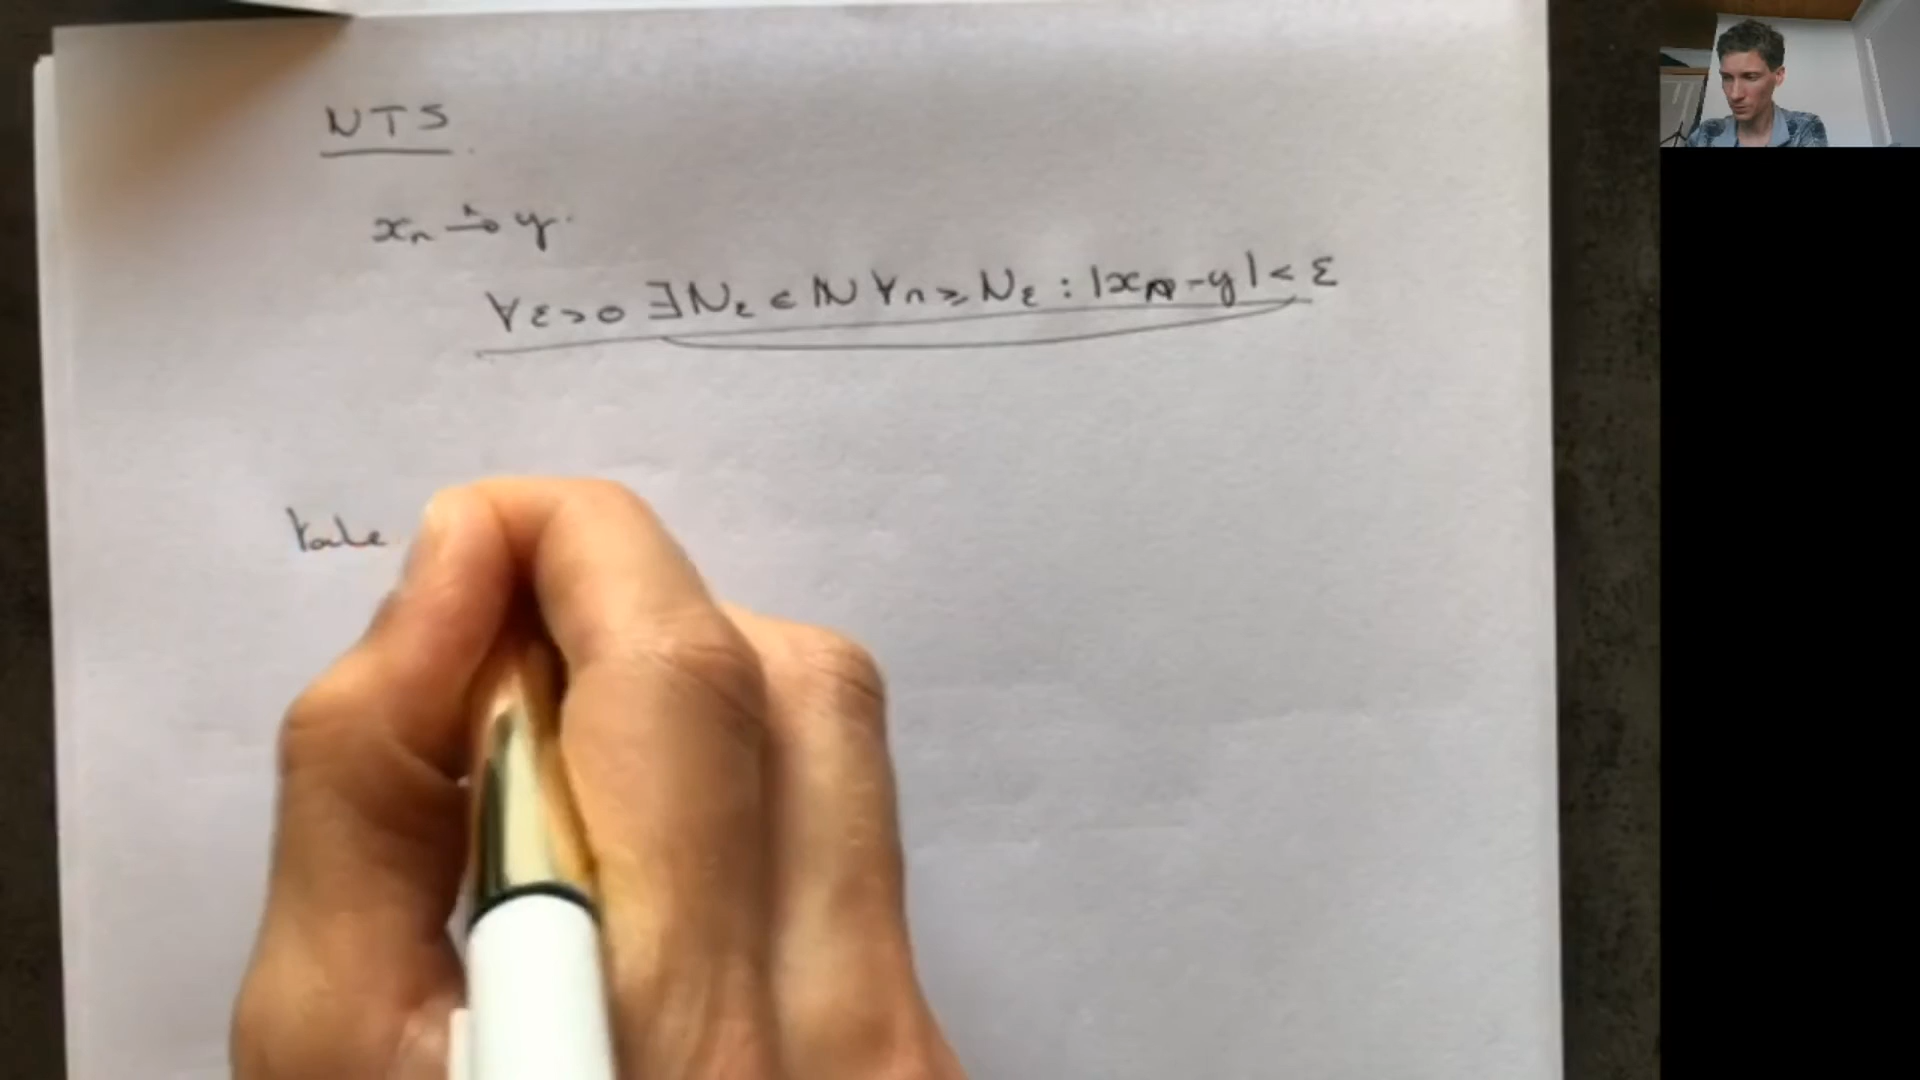 NTS.
xₙ → y.
∀ε>0 ∃N_ε ∈ ℕ ∀n ≥ N_ε : |xₙ - y| < ε
take